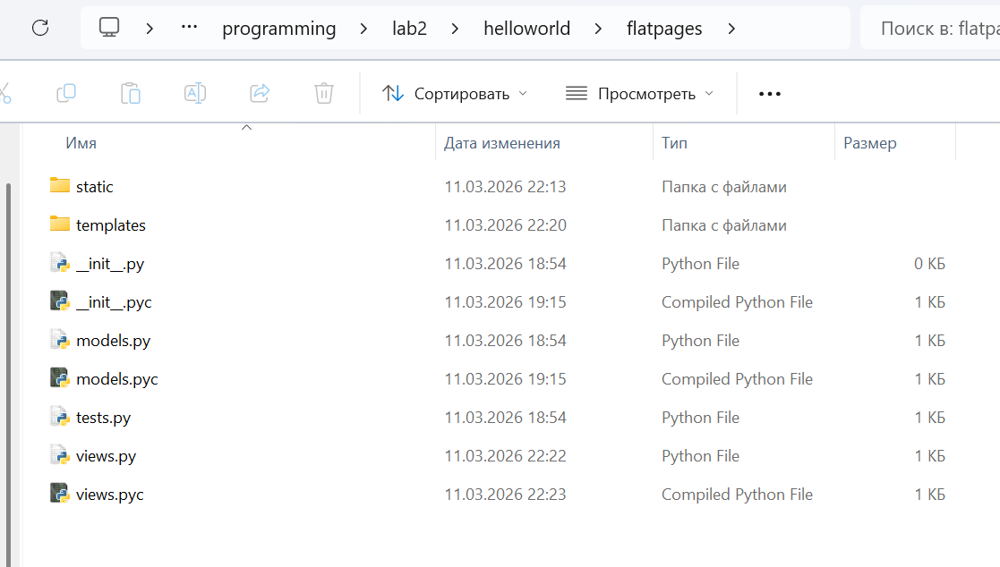 programming > lab2 > helloworld > flatpages >
Поиск в: flatpa
Сортировать Просмотреть
Имя Дата изменения Тип Размер
static 11.03.2026 22:13 Папка с файлами
templates 11.03.2026 22:20 Папка с файлами
__init__.py 11.03.2026 18:54 Python File 0 КБ
__init__.pyc 11.03.2026 19:15 Compiled Python File 1 КБ
models.py 11.03.2026 18:54 Python File 1 КБ
models.pyc 11.03.2026 19:15 Compiled Python File 1 КБ
tests.py 11.03.2026 18:54 Python File 1 КБ
views.py 11.03.2026 22:22 Python File 1 КБ
views.pyc 11.03.2026 22:23 Compiled Python File 1 КБ